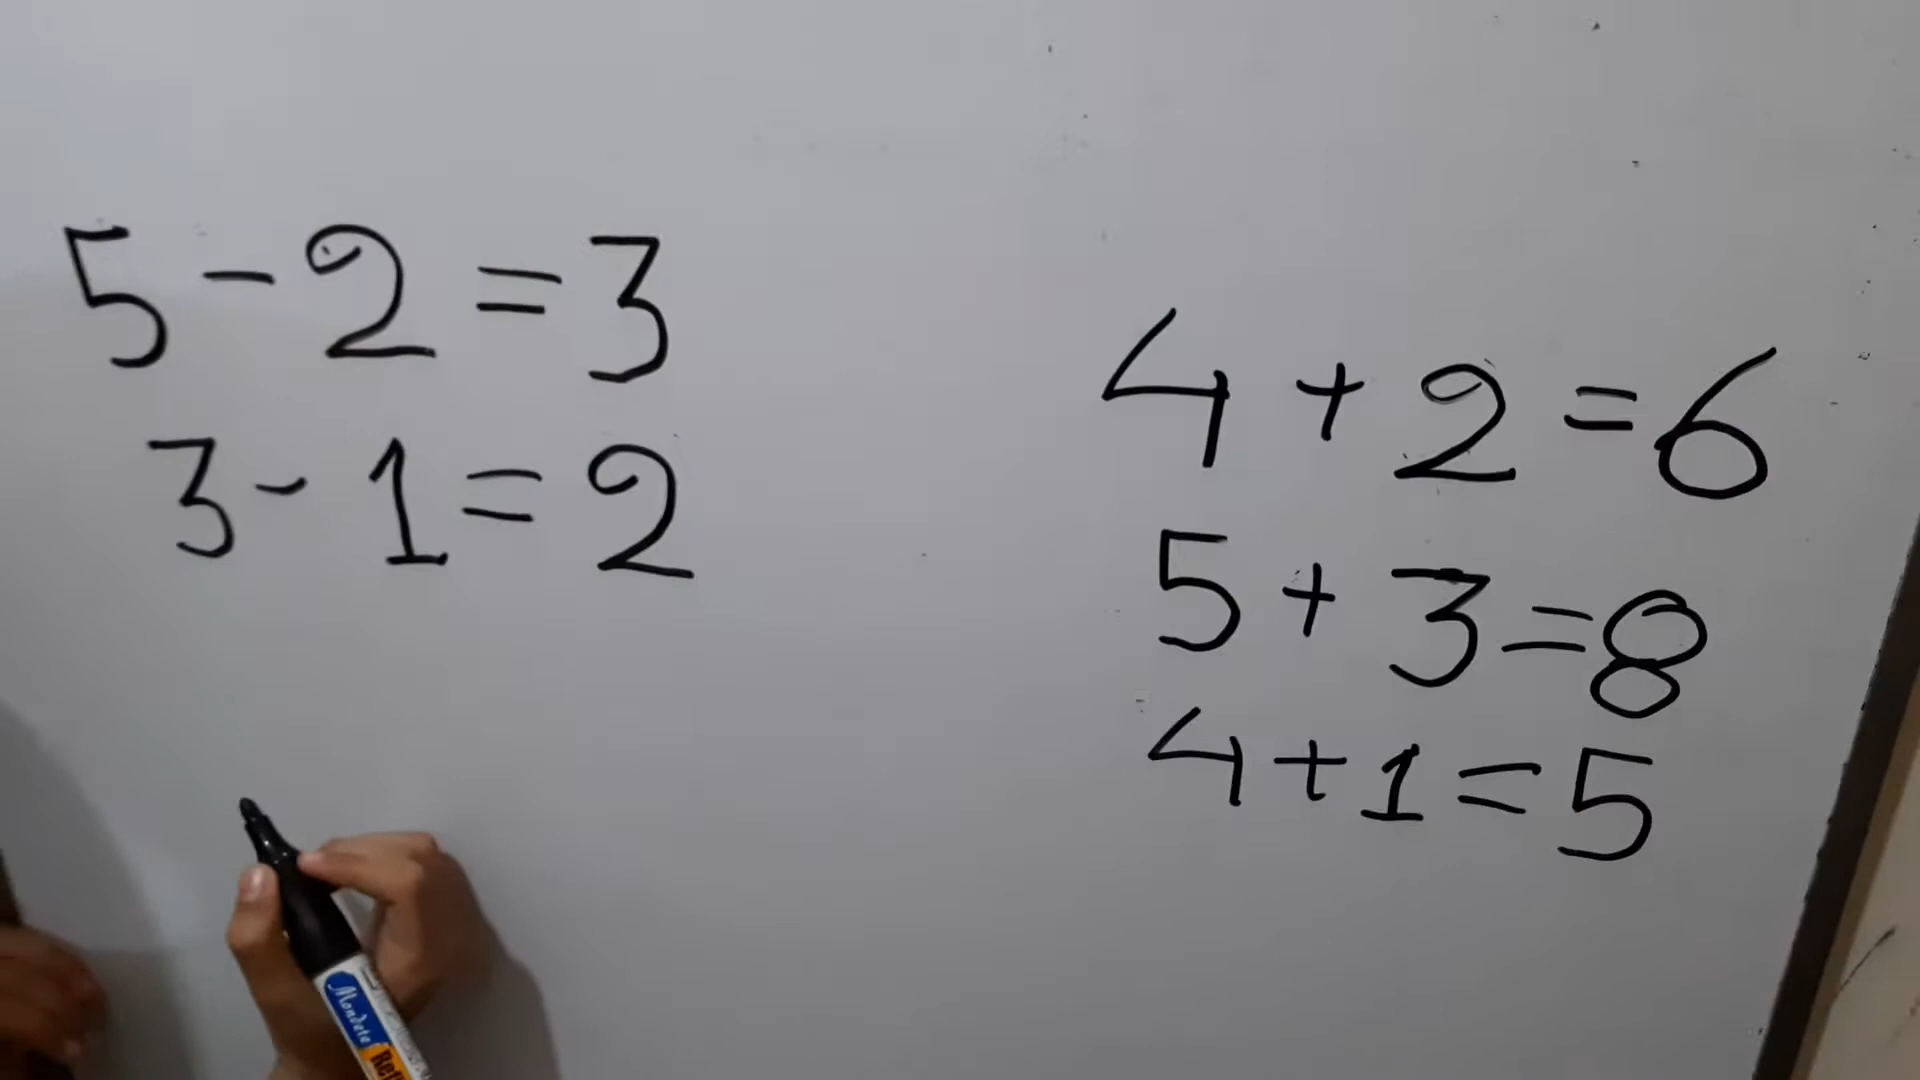 5 - 2 = 3
3 - 1 = 2
4 + 2 = 6
5 + 3 = 8
4 + 1 = 5